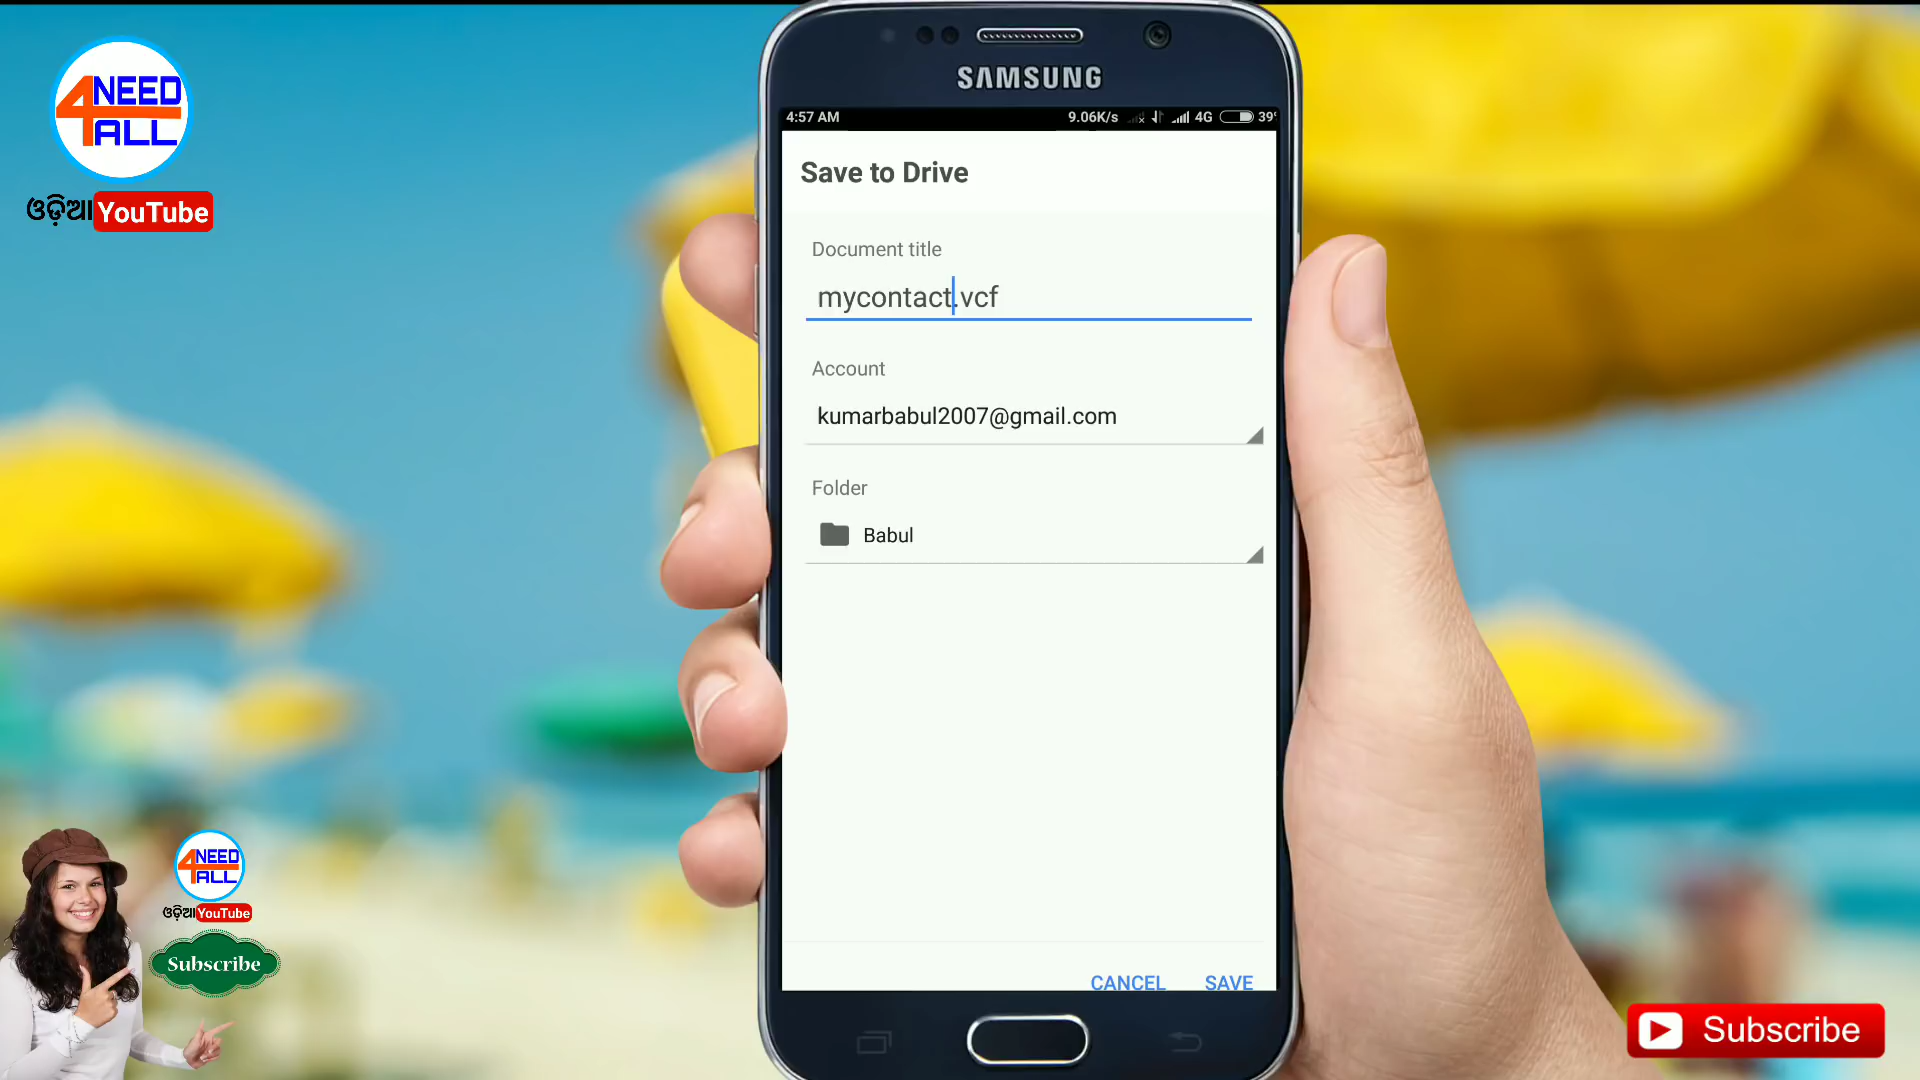 4NEED
ALL
ଓଡ଼ିଆ YouTube
SAMSUNG
4:57 AM 9.06K/s 4G 39
Save to Drive
Document title
mycontact.vcf
Account
kumarbabul2007@gmail.com
Folder
Babul
CANCEL SAVE
4NEED
ALL
ଓଡ଼ିଆ YouTube
Subscribe
Subscribe